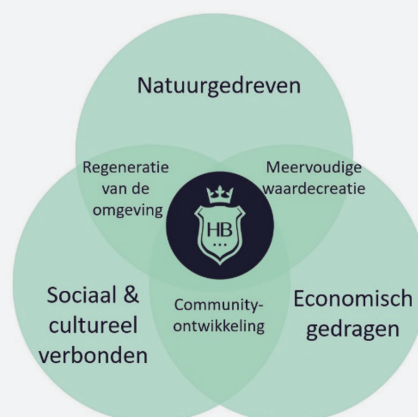 Natuurgedreven
Regeneratie
van de
omgeving
Meervoudige
waardecreatie
HB
Sociaal &
cultureel
verbonden
Community-
ontwikkeling
Economisch
gedragen